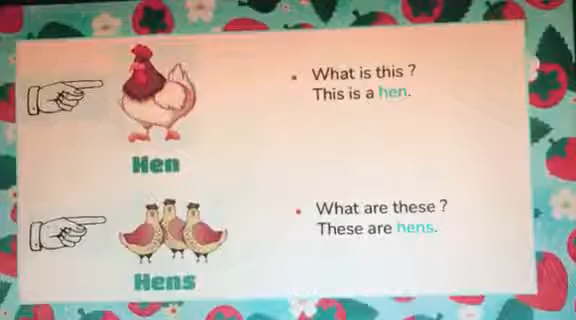 What is this ?
This is a hen.
Hen
What are these ?
These are hens.
Hens